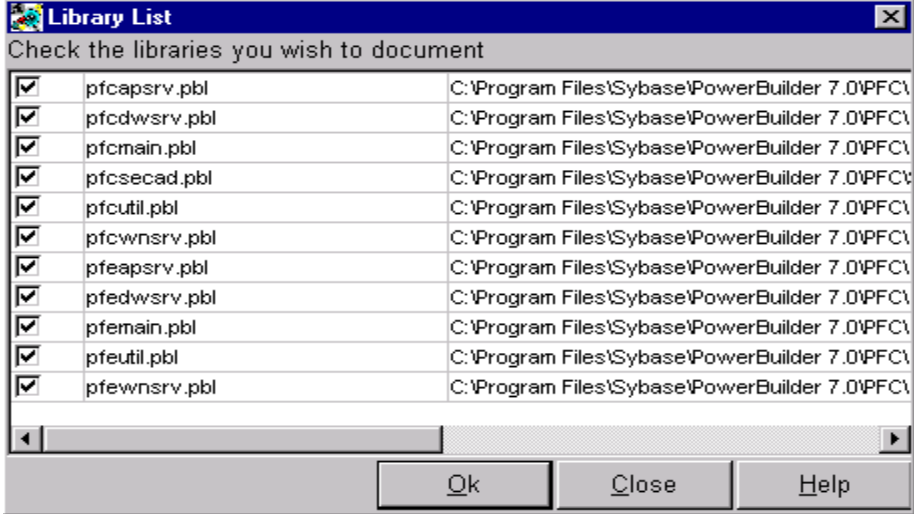 Library List
Check the libraries you wish to document
pfcapsrv.pbl C:\Program Files\Sybase\PowerBuilder 7.0\PFC\
pfcdwsrv.pbl C:\Program Files\Sybase\PowerBuilder 7.0\PFC\
pfcmain.pbl C:\Program Files\Sybase\PowerBuilder 7.0\PFC\
pfcsecad.pbl C:\Program Files\Sybase\PowerBuilder 7.0\PFC\
pfcutil.pbl C:\Program Files\Sybase\PowerBuilder 7.0\PFC\
pfcwnsrv.pbl C:\Program Files\Sybase\PowerBuilder 7.0\PFC\
pfeapsrv.pbl C:\Program Files\Sybase\PowerBuilder 7.0\PFC\
pfedwsrv.pbl C:\Program Files\Sybase\PowerBuilder 7.0\PFC\
pfemain.pbl C:\Program Files\Sybase\PowerBuilder 7.0\PFC\
pfeutil.pbl C:\Program Files\Sybase\PowerBuilder 7.0\PFC\
pfewnsrv.pbl C:\Program Files\Sybase\PowerBuilder 7.0\PFC\
Ok Close Help